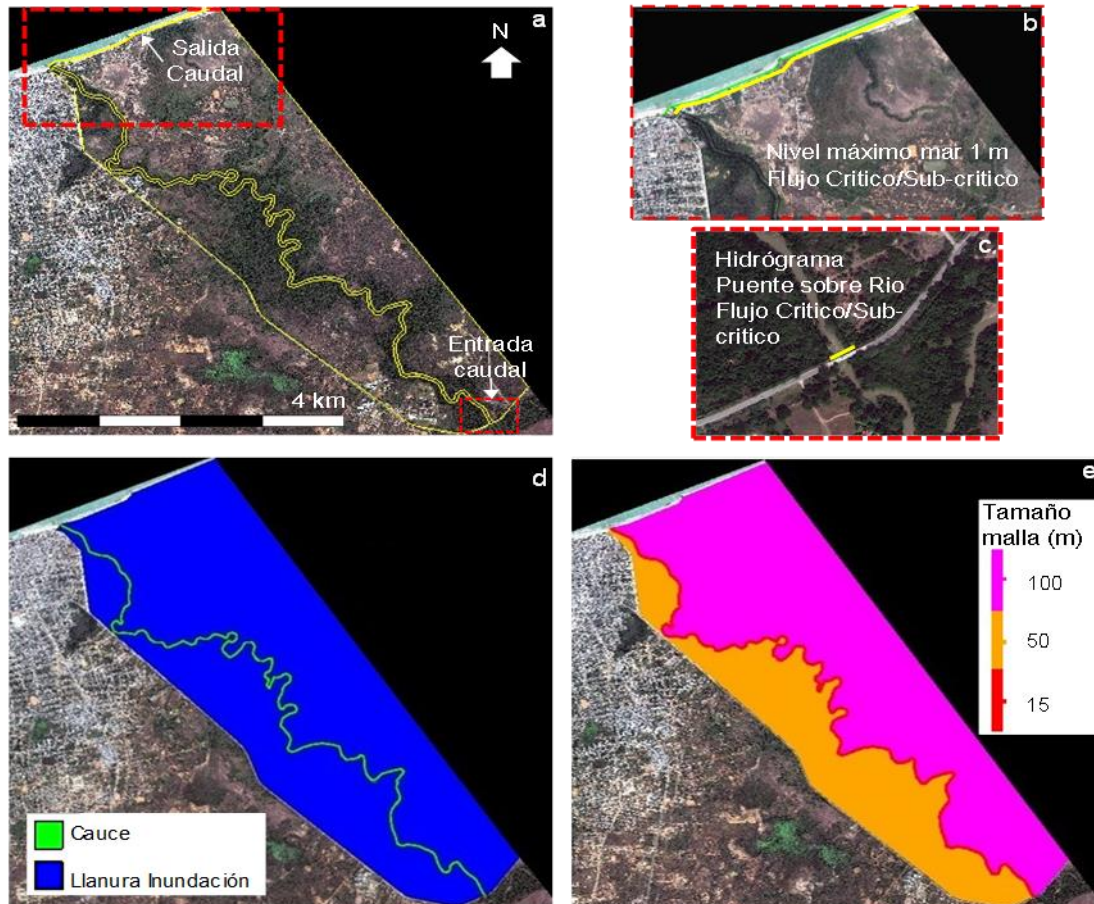 a
Salida
Caudal
N
Entrada
caudal
4 km
b
Nivel máximo mar 1 m
Flujo Critico/Sub-critico
c
Hidrógrama
Puente sobre Rio
Flujo Critico/Sub-
critico
d
Cauce
Llanura Inundación
e
Tamaño
malla (m)
100
50
15